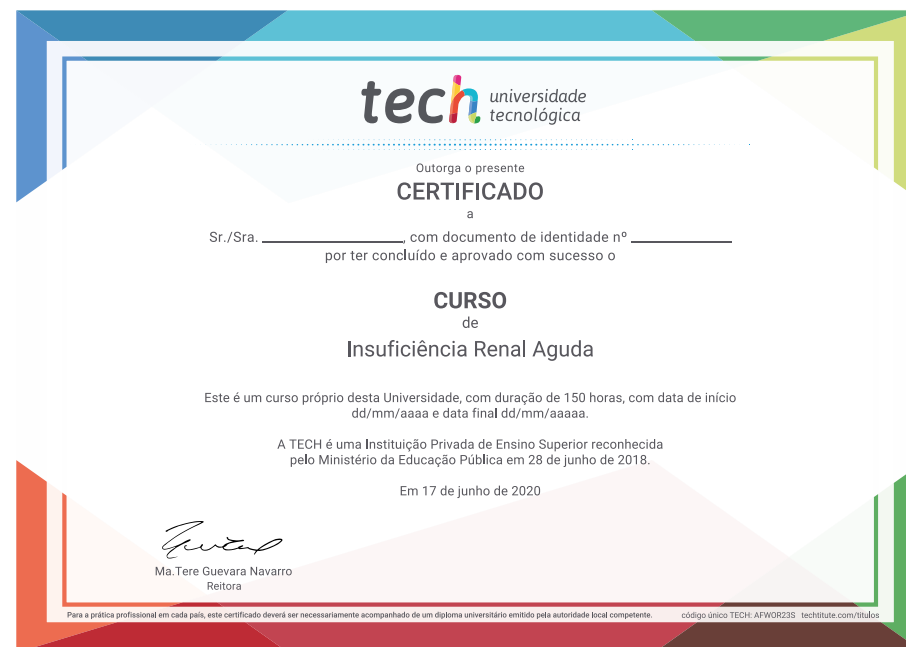 tech universidade
tecnológica
Outorga o presente
CERTIFICADO
a
Sr./Sra. ____________________, com documento de identidade nº ______________
por ter concluído e aprovado com sucesso o
CURSO
de
Insuficiência Renal Aguda
Este é um curso próprio desta Universidade, com duração de 150 horas, com data de início
dd/mm/aaaa e data final dd/mm/aaaaa.
A TECH é uma Instituição Privada de Ensino Superior reconhecida
pelo Ministério da Educação Pública em 28 de junho de 2018.
Em 17 de junho de 2020
Ma.Tere Guevara Navarro
Reitora
Para a prática profissional em cada país, este certificado deverá ser necessariamente acompanhado de um diploma universitário emitido pela autoridade local competente. código único TECH: AFWOR23S techtitute.com/titulos